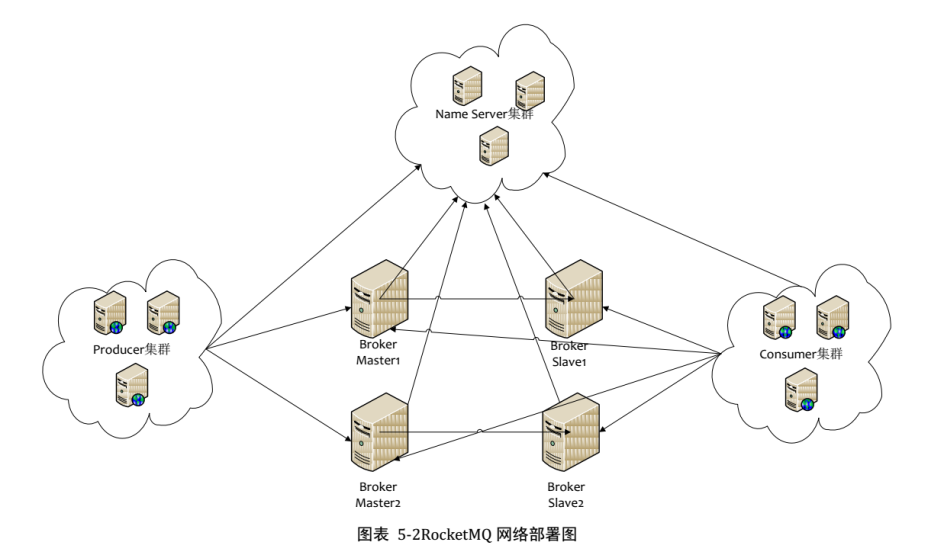 Name Server集群
Producer集群
Broker
Master1
Broker
Slave1
Consumer集群
Broker
Master2
Broker
Slave2
图表 5-2RocketMQ 网络部署图